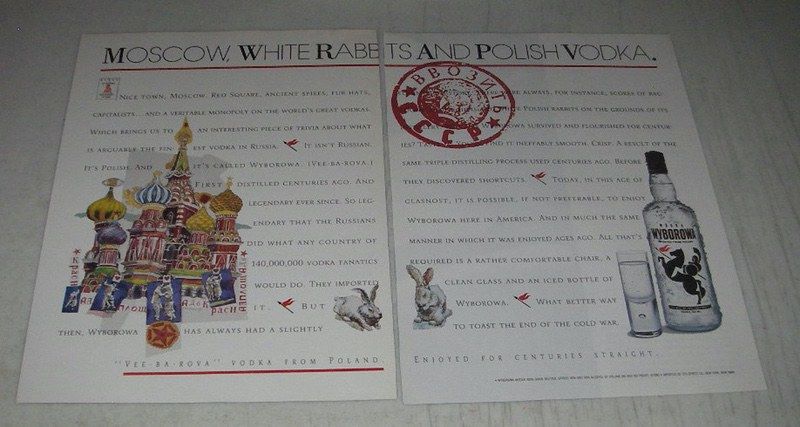 MOSCOW, WHITE RABBITS AND POLISH VODKA.
NICE TOWN, MOSCOW. RED SQUARE, ANCIENT SPIRES, FUR HATS,
CAPITALISTS...AND A VERITABLE MONOPOLY ON THE WORLD'S GREAT VODKAS.
WHICH BRINGS US TO AN INTERESTING PIECE OF TRIVIA ABOUT WHAT
IS ARGUABLY THE FINEST VODKA IN RUSSIA. IT ISN'T RUSSIAN.
IT'S POLISH. AND IT'S CALLED WYBOROWA. (VEE-BA-ROVA.)
FIRST DISTILLED CENTURIES AGO. AND
LEGENDARY EVER SINCE. SO LEG-
ENDARY THAT THE RUSSIANS
DID WHAT ANY COUNTRY OF
140,000,000 VODKA FANATICS
WOULD DO. THEY IMPORTED
IT. BUT
THEN, WYBOROWA HAS ALWAYS HAD A SLIGHTLY
"VEE-BA-ROVA" VODKA FROM POLAND.
ВВОЗИТЬ
СССР
ALWAYS, FOR INSTANCE, SCORES OF REC-
POLISH RABBITS ON THE GROUNDS OF ITS
SURVIVED AND FLOURISHED FOR CENTUR-
IES? IT INEFFABLY SMOOTH. CRISP. A RESULT OF THE
SAME TRIPLE DISTILLING PROCESS USED CENTURIES AGO. BEFORE
THEY DISCOVERED SHORTCUTS. TODAY, IN THIS AGE OF
GLASNOST, IT IS POSSIBLE, IF NOT PREFERABLE, TO ENJOY
WYBOROWA HERE IN AMERICA. AND IN MUCH THE SAME
MANNER IN WHICH IT WAS ENJOYED AGES AGO. ALL THAT'S
REQUIRED IS A RATHER COMFORTABLE CHAIR, A
CLEAN GLASS AND AN ICED BOTTLE OF
WYBOROWA. WHAT BETTER WAY
TO TOAST THE END OF THE COLD WAR.
WÓDKA
WYBOROWA
ENJOYED FOR CENTURIES STRAIGHT.